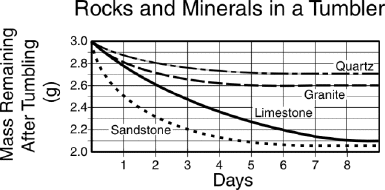 Rocks and Minerals in a Tumbler
Mass Remaining
After Tumbling
(g)
3.0
2.8
2.6
2.4
2.2
2.0
Quartz
Granite
Limestone
Sandstone
1 2 3 4 5 6 7 8
Days